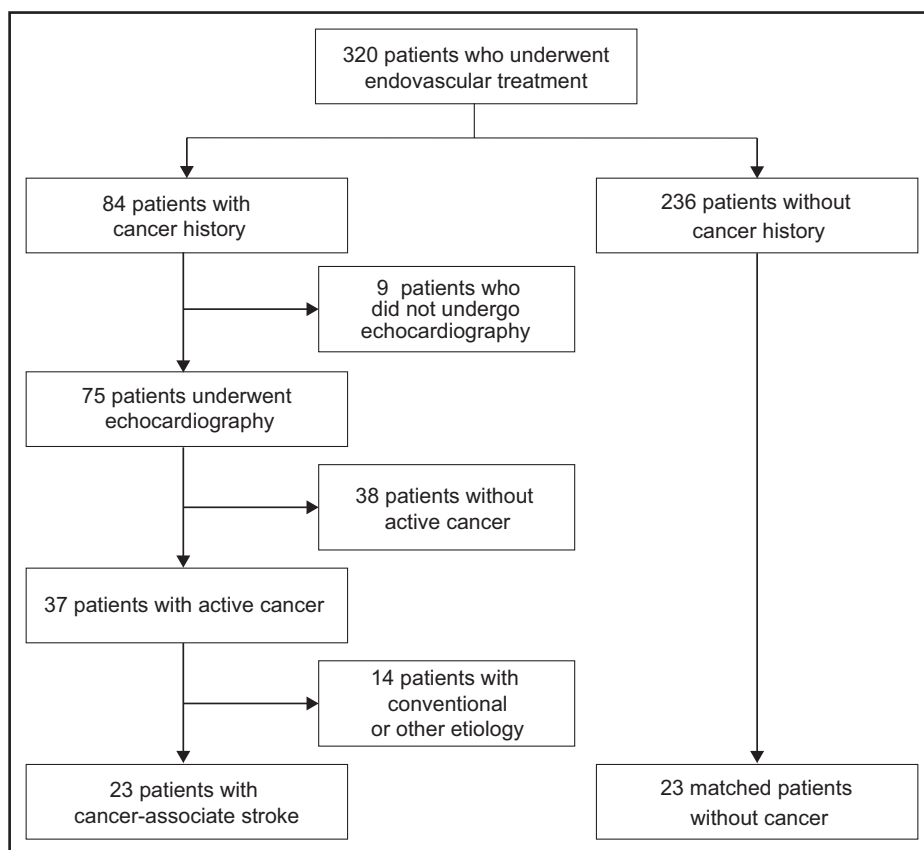 320 patients who underwent
endovascular treatment
84 patients with
cancer history
236 patients without
cancer history
9 patients who
did not undergo
echocardiography
75 patients underwent
echocardiography
38 patients without
active cancer
37 patients with active cancer
14 patients with
conventional
or other etiology
23 patients with
cancer-associate stroke
23 matched patients
without cancer